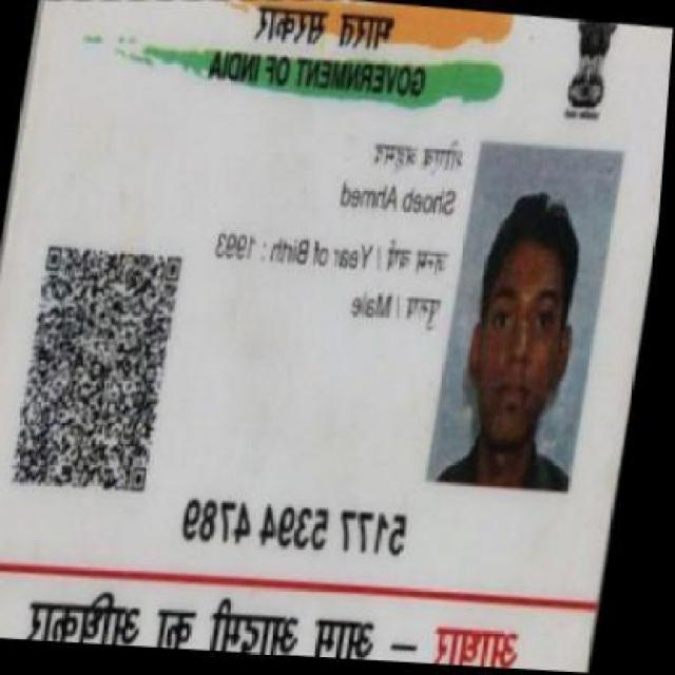 भारत सरकार
GOVERNMENT OF INDIA
अहमद
Shoeb Ahmed
जन्म वर्ष / Year of Birth : 1993
पुरुष / Male
5177 5394 4789
आधार – आम आदमी का अधिकार